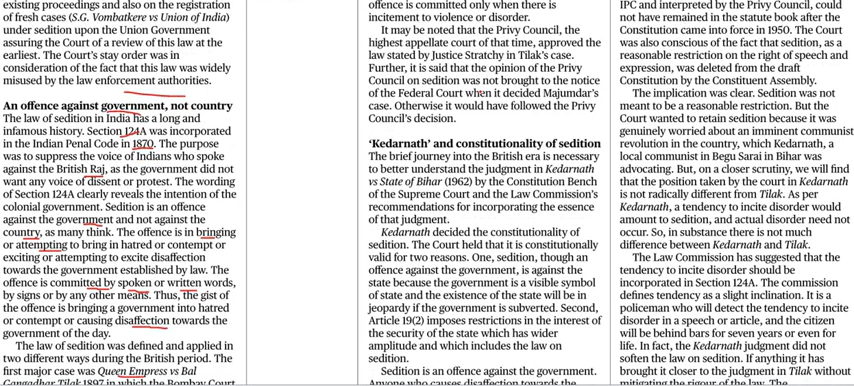 existing proceedings and also on the registration
of fresh cases (S.G. Vombatkere vs Union of India)
under sedition upon the Union Government
assuring the Court of a review of this law at the
earliest. The Court's stay order was in
consideration of the fact that this law was widely
misused by the law enforcement authorities.
An offence against government, not country
The law of sedition in India has a long and
infamous history. Section 124A was incorporated
in the Indian Penal Code in 1870. The purpose
was to suppress the voice of Indians who spoke
against the British Raj, as the government did not
want any voice of dissent or protest. The wording
of Section 124A clearly reveals the intention of the
colonial government. Sedition is an offence
against the government and not against the
country, as many think. The offence is in bringing
or attempting to bring in hatred or contempt or
exciting or attempting to excite disaffection
towards the government established by law. The
offence is committed by spoken or written words,
by signs or by any other means. Thus, the gist of
the offence is bringing a government into hatred
or contempt or causing disaffection towards the
government of the day.
The law of sedition was defined and applied in
two different ways during the British period. The
first major case was Queen Empress vs Bal
Gangadhar Tilak 1897 in which the Bombay Court
offence is committed only when there is
incitement to violence or disorder.
It may be noted that the Privy Council, the
highest appellate court of that time, approved the
law stated by Justice Stratchy in Tilak's case.
Further, it is said that the opinion of the Privy
Council on sedition was not brought to the notice
of the Federal Court when it decided Majumdar's
case. Otherwise it would have followed the Privy
Council's decision.
'Kedarnath' and constitutionality of sedition
The brief journey into the British era is necessary
to better understand the judgment in Kedarnath
vs State of Bihar (1962) by the Constitution Bench
of the Supreme Court and the Law Commission's
recommendations for incorporating the essence
of that judgment.
Kedarnath decided the constitutionality of
sedition. The Court held that it is constitutionally
valid for two reasons. One, sedition, though an
offence against the government, is against the
state because the government is a visible symbol
of state and the existence of the state will be in
jeopardy if the government is subverted. Second,
Article 19(2) imposes restrictions in the interest of
the security of the state which has wider
amplitude and which includes the law on
sedition.
Sedition is an offence against the government.
Anyone who causes disaffection towards the
IPC and interpreted by the Privy Council, could
not have remained in the statute book after the
Constitution came into force in 1950. The Court
was also conscious of the fact that sedition, as a
reasonable restriction on the right of speech and
expression, was deleted from the draft
Constitution by the Constituent Assembly.
The implication was clear. Sedition was not
meant to be a reasonable restriction. But the
Court wanted to retain sedition because it was
genuinely worried about an imminent communist
revolution in the country, which Kedarnath, a
local communist in Begu Sarai in Bihar was
advocating. But, on a closer scrutiny, we will find
that the position taken by the court in Kedarnath
is not radically different from Tilak. As per
Kedarnath, a tendency to incite disorder would
amount to sedition, and actual disorder need not
occur. So, in substance there is not much
difference between Kedarnath and Tilak.
The Law Commission has suggested that the
tendency to incite disorder should be
incorporated in Section 124A. The commission
defines tendency as a slight inclination. It is a
policeman who will detect the tendency to incite
disorder in a speech or article, and the citizen
will be behind bars for seven years or even for
life. In fact, the Kedarnath judgment did not
soften the law on sedition. If anything it has
brought it closer to the judgment in Tilak without
mitigating the rigour of the law. The